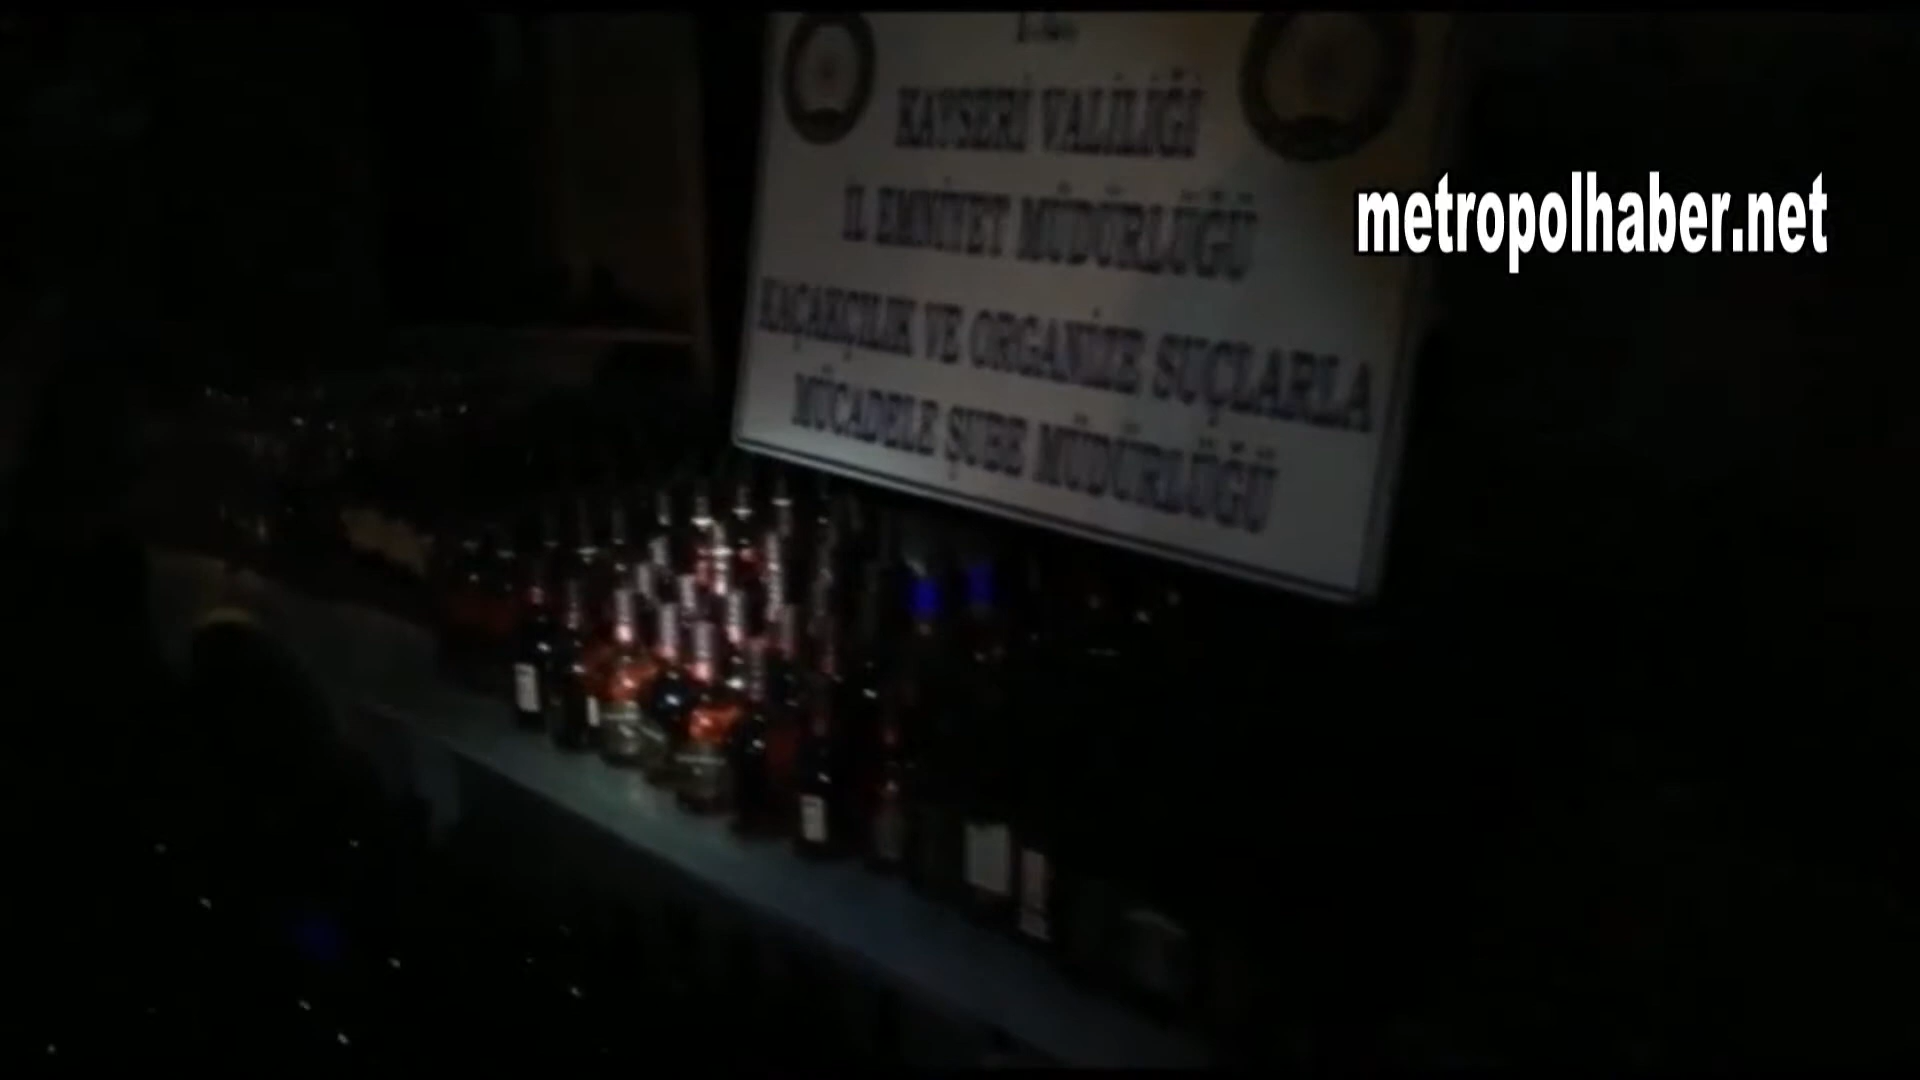 T.C.
KAYSERİ VALİLİĞİ
İL EMNİYET MÜDÜRLÜĞÜ
KAÇAKÇILIK VE ORGANİZE SUÇLARLA
MÜCADELE ŞUBE MÜDÜRLÜĞÜ
metropolhaber.net